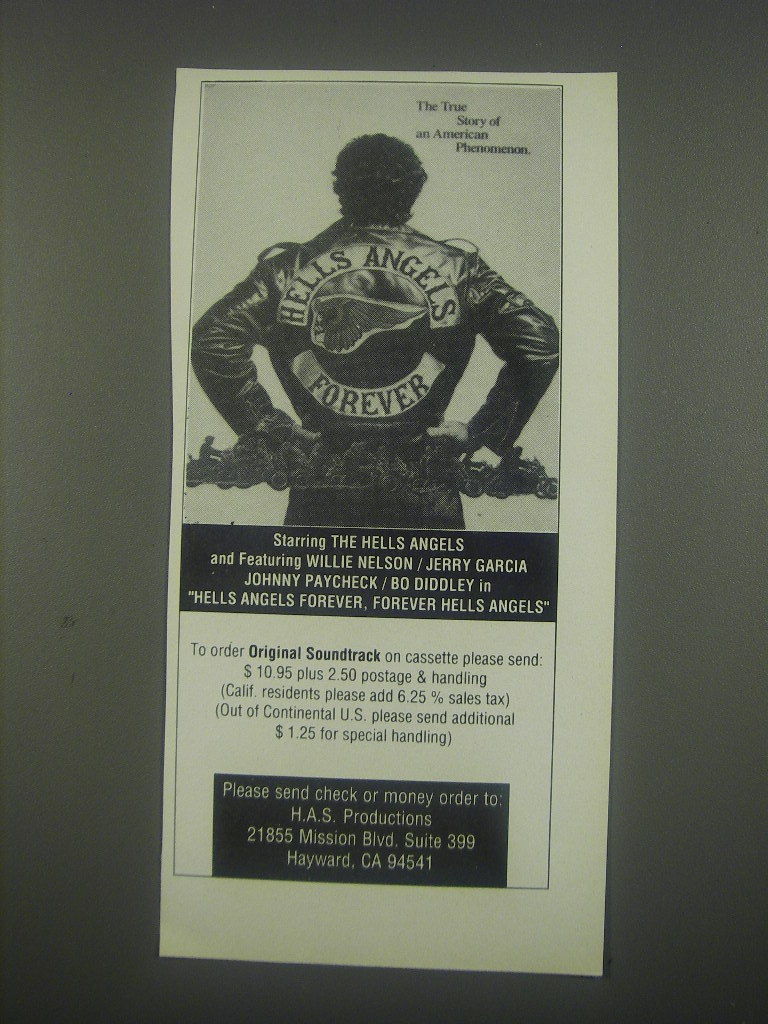 The True
Story of
an American
Phenomenon.
HELLS ANGELS
FOREVER
Starring THE HELLS ANGELS
and Featuring WILLIE NELSON / JERRY GARCIA
JOHNNY PAYCHECK / BO DIDDLEY in
"HELLS ANGELS FOREVER, FOREVER HELLS ANGELS"
To order Original Soundtrack on cassette please send:
$ 10.95 plus 2.50 postage & handling
(Calif. residents please add 6.25 % sales tax)
(Out of Continental U.S. please send additional
$ 1.25 for special handling)
Please send check or money order to:
H.A.S. Productions
21855 Mission Blvd. Suite 399
Hayward, CA 94541